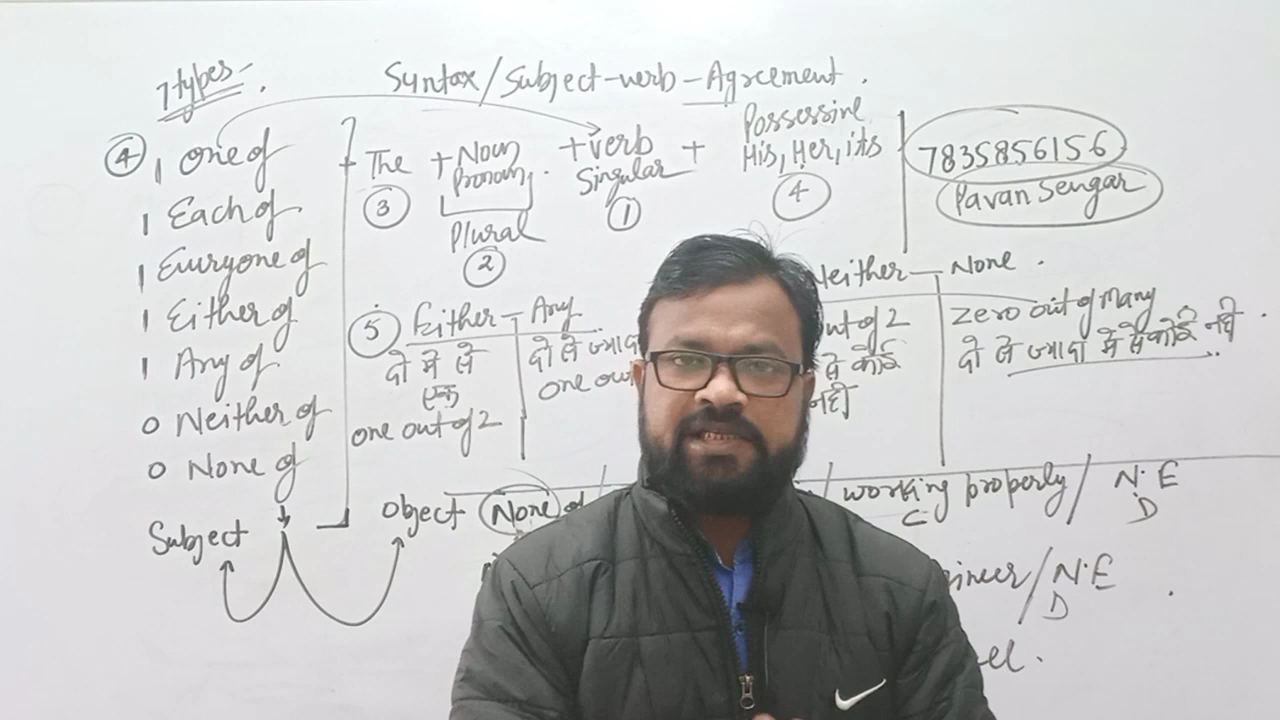 7 types -
Syntax/Subject-verb-Agreement.
④
1 One of
1 Each of
1 Everyone of
1 Either of
1 Any of
0 Neither of
0 None of
Subject
Object
+ The + Noun + verb + Possessive
Pronoun. Singular His, Her, its
③ ① ④
Plural
②
7835856156
Pavan Sengar
⑤ Either - Any
दो में से
एक
one out of 2
दो से ज्यादा
one out
Neither - None.
out of 2
से कोई
नहीं
Zero out of Many
दो से ज्यादा में से कोई नहीं.
None of / / working properly / N.E
C D
gineer / N.E
D